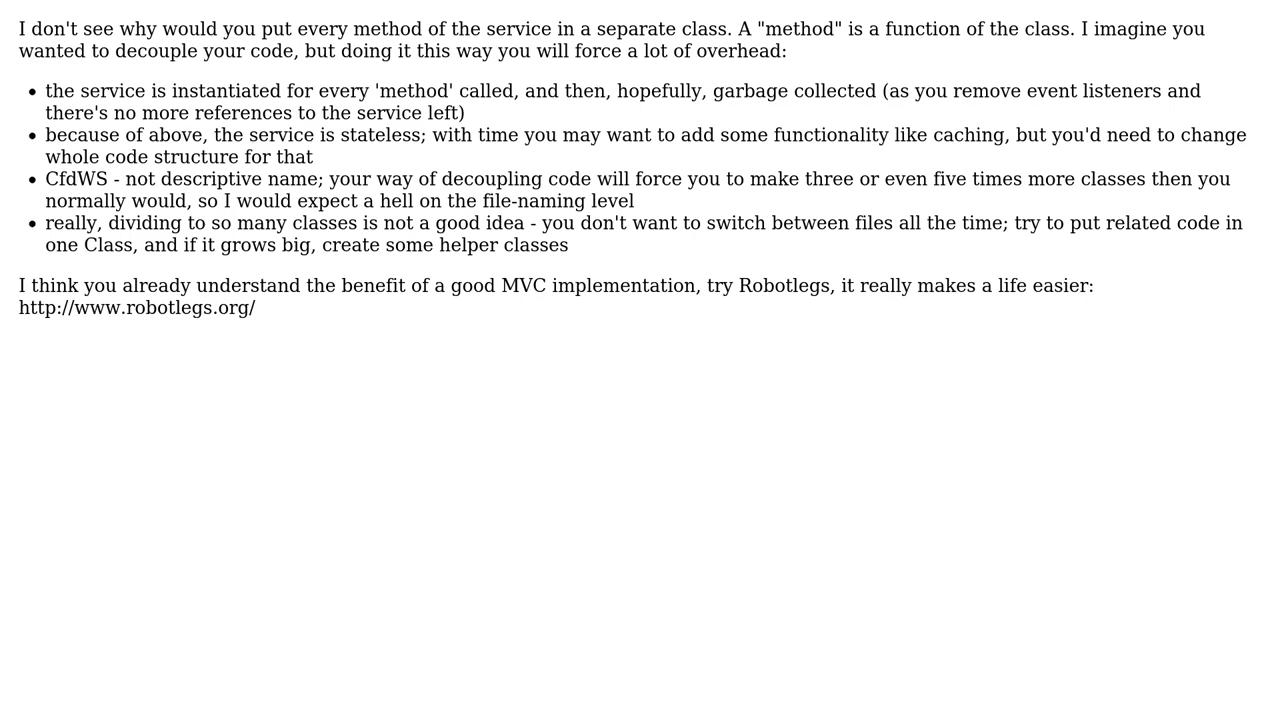 I don't see why would you put every method of the service in a separate class. A "method" is a function of the class. I imagine you
wanted to decouple your code, but doing it this way you will force a lot of overhead:
• the service is instantiated for every 'method' called, and then, hopefully, garbage collected (as you remove event listeners and
there's no more references to the service left)
• because of above, the service is stateless; with time you may want to add some functionality like caching, but you'd need to change
whole code structure for that
• CfdWS - not descriptive name; your way of decoupling code will force you to make three or even five times more classes then you
normally would, so I would expect a hell on the file-naming level
• really, dividing to so many classes is not a good idea - you don't want to switch between files all the time; try to put related code in
one Class, and if it grows big, create some helper classes
I think you already understand the benefit of a good MVC implementation, try Robotlegs, it really makes a life easier:
http://www.robotlegs.org/